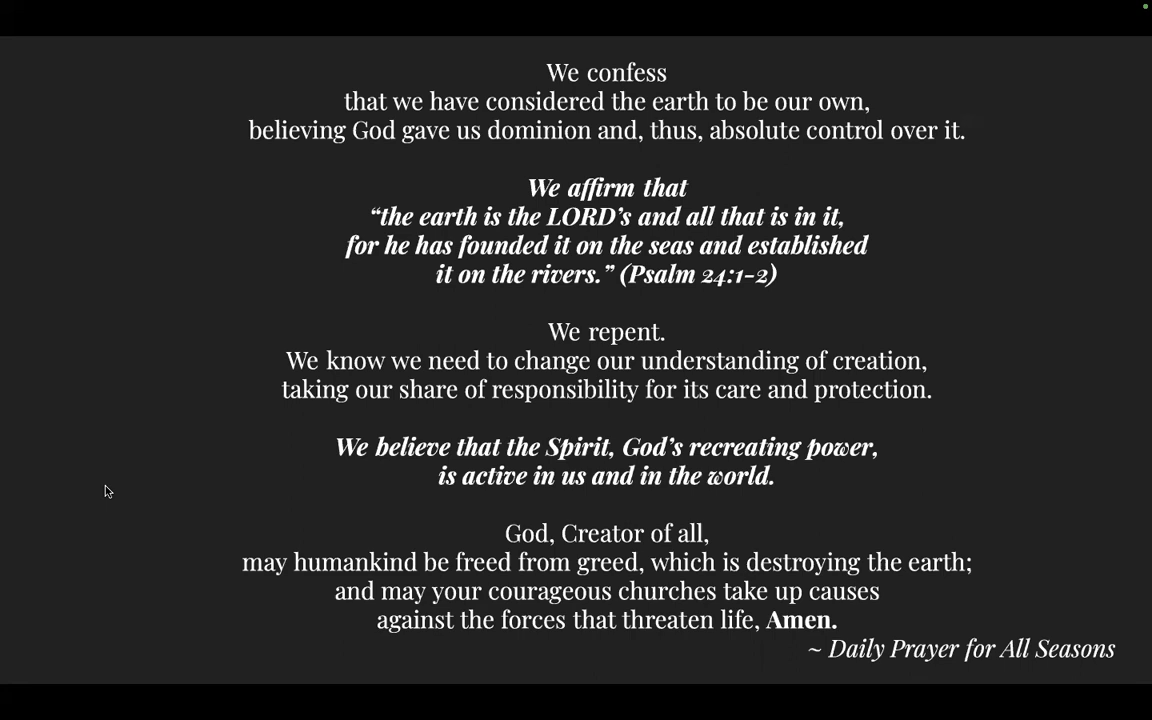 We confess
that we have considered the earth to be our own,
believing God gave us dominion and, thus, absolute control over it.
We affirm that
“the earth is the LORD’s and all that is in it,
for he has founded it on the seas and established
it on the rivers.” (Psalm 24:1-2)
We repent.
We know we need to change our understanding of creation,
taking our share of responsibility for its care and protection.
We believe that the Spirit, God’s recreating power,
is active in us and in the world.
God, Creator of all,
may humankind be freed from greed, which is destroying the earth;
and may your courageous churches take up causes
against the forces that threaten life, Amen.
~ Daily Prayer for All Seasons